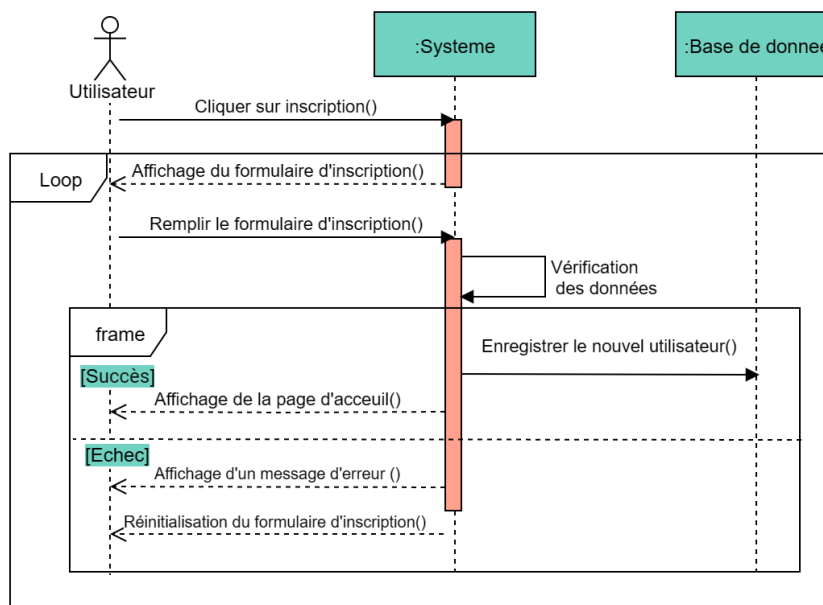 :Systeme
:Base de donnee
Utilisateur
Cliquer sur inscription()
Loop
Affichage du formulaire d'inscription()
Remplir le formulaire d'inscription()
Vérification
des données
frame
Enregistrer le nouvel utilisateur()
[Succès]
Affichage de la page d'acceuil()
[Echec]
Affichage d'un message d'erreur ()
Réinitialisation du formulaire d'inscription()